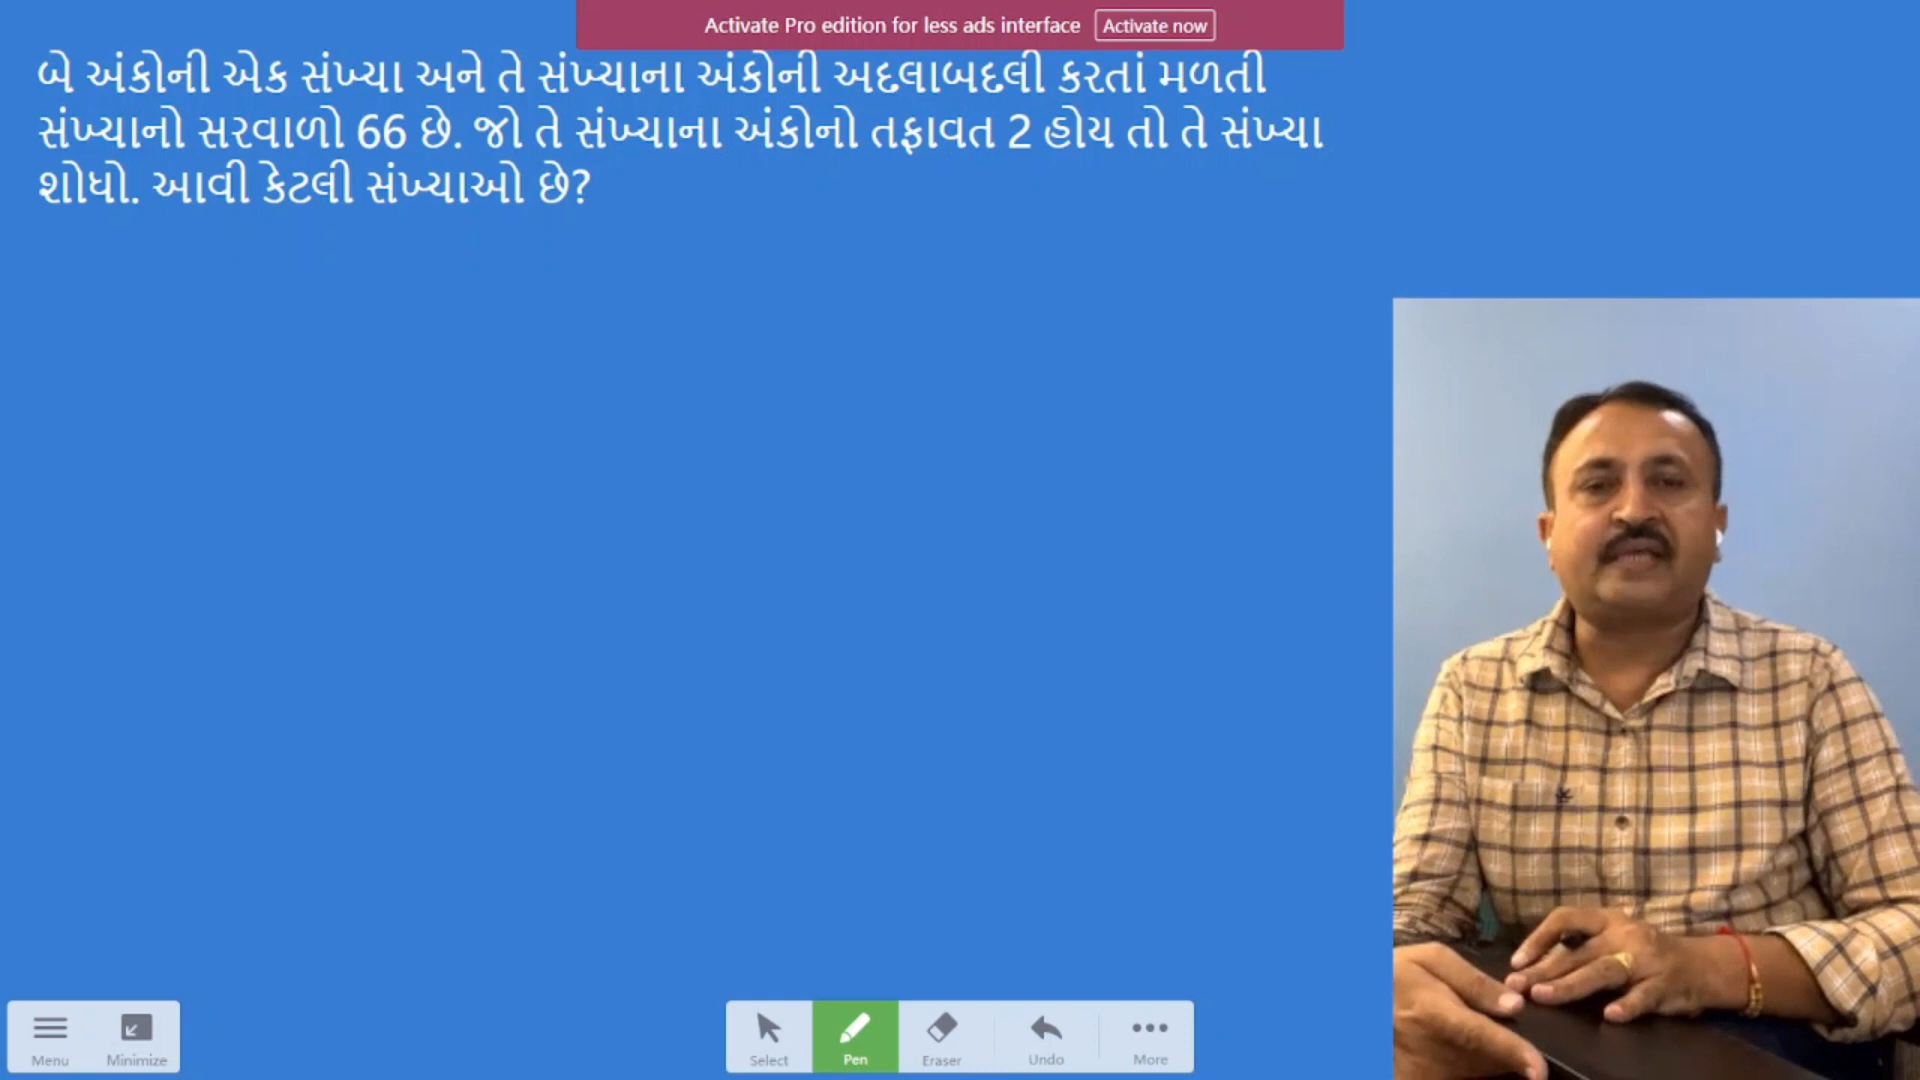 Activate Pro edition for less ads interface Activate now
બે અંકોની એક સંખ્યા અને તે સંખ્યાના અંકોની અદલાબદલી કરતાં મળતી
સંખ્યાનો સરવાળો 66 છે. જો તે સંખ્યાના અંકોનો તફાવત 2 હોય તો તે સંખ્યા
શોધો. આવી કેટલી સંખ્યાઓ છે?
Menu Minimize Select Pen Eraser Undo More